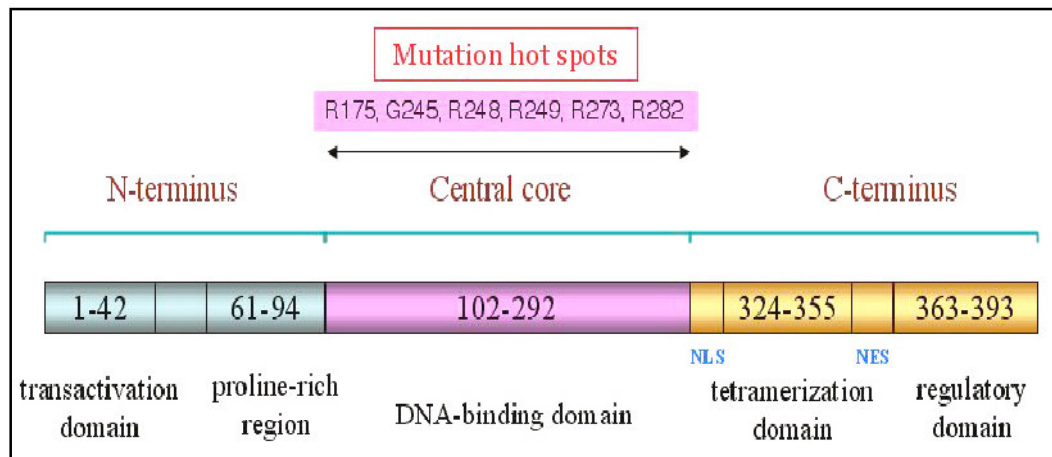 Mutation hot spots
R175, G245, R248, R249, R273, R282
N-terminus Central core C-terminus
1-42 61-94 102-292 324-355 363-393
NLS NES
transactivation domain
proline-rich region
DNA-binding domain
tetramerization domain
regulatory domain